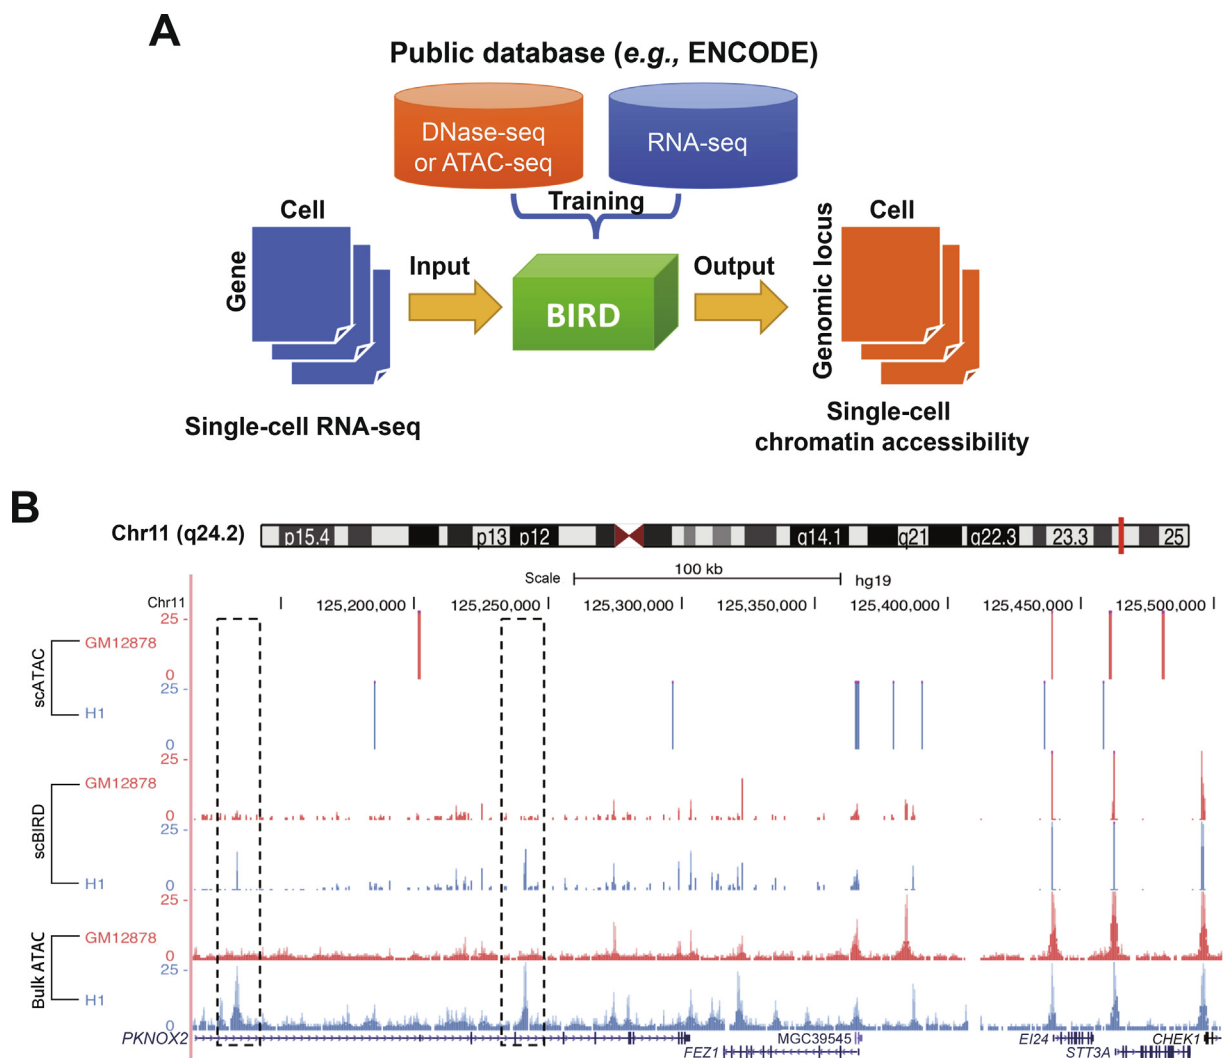 A
Public database (e.g., ENCODE)
DNase-seq
or ATAC-seq
RNA-seq
Training
Cell
Gene
Input
BIRD
Output
Cell
Genomic locus
Single-cell RNA-seq
Single-cell
chromatin accessibility
B
Chr11 (q24.2)
p15.4 p13 p12 q14.1 q21 q22.3 23.3 25
Scale 100 kb hg19
Chr11 125,200,000 125,250,000 125,300,000 125,350,000 125,400,000 125,450,000 125,500,000
scATAC
25 -
GM12878
0
25 -
H1
0
scBIRD
25 -
GM12878
0
25 -
H1
0
Bulk ATAC
25 -
GM12878
0
25 -
H1
0
PKNOX2 MGC39545 EI24 CHEK1
FEZ1 STT3A